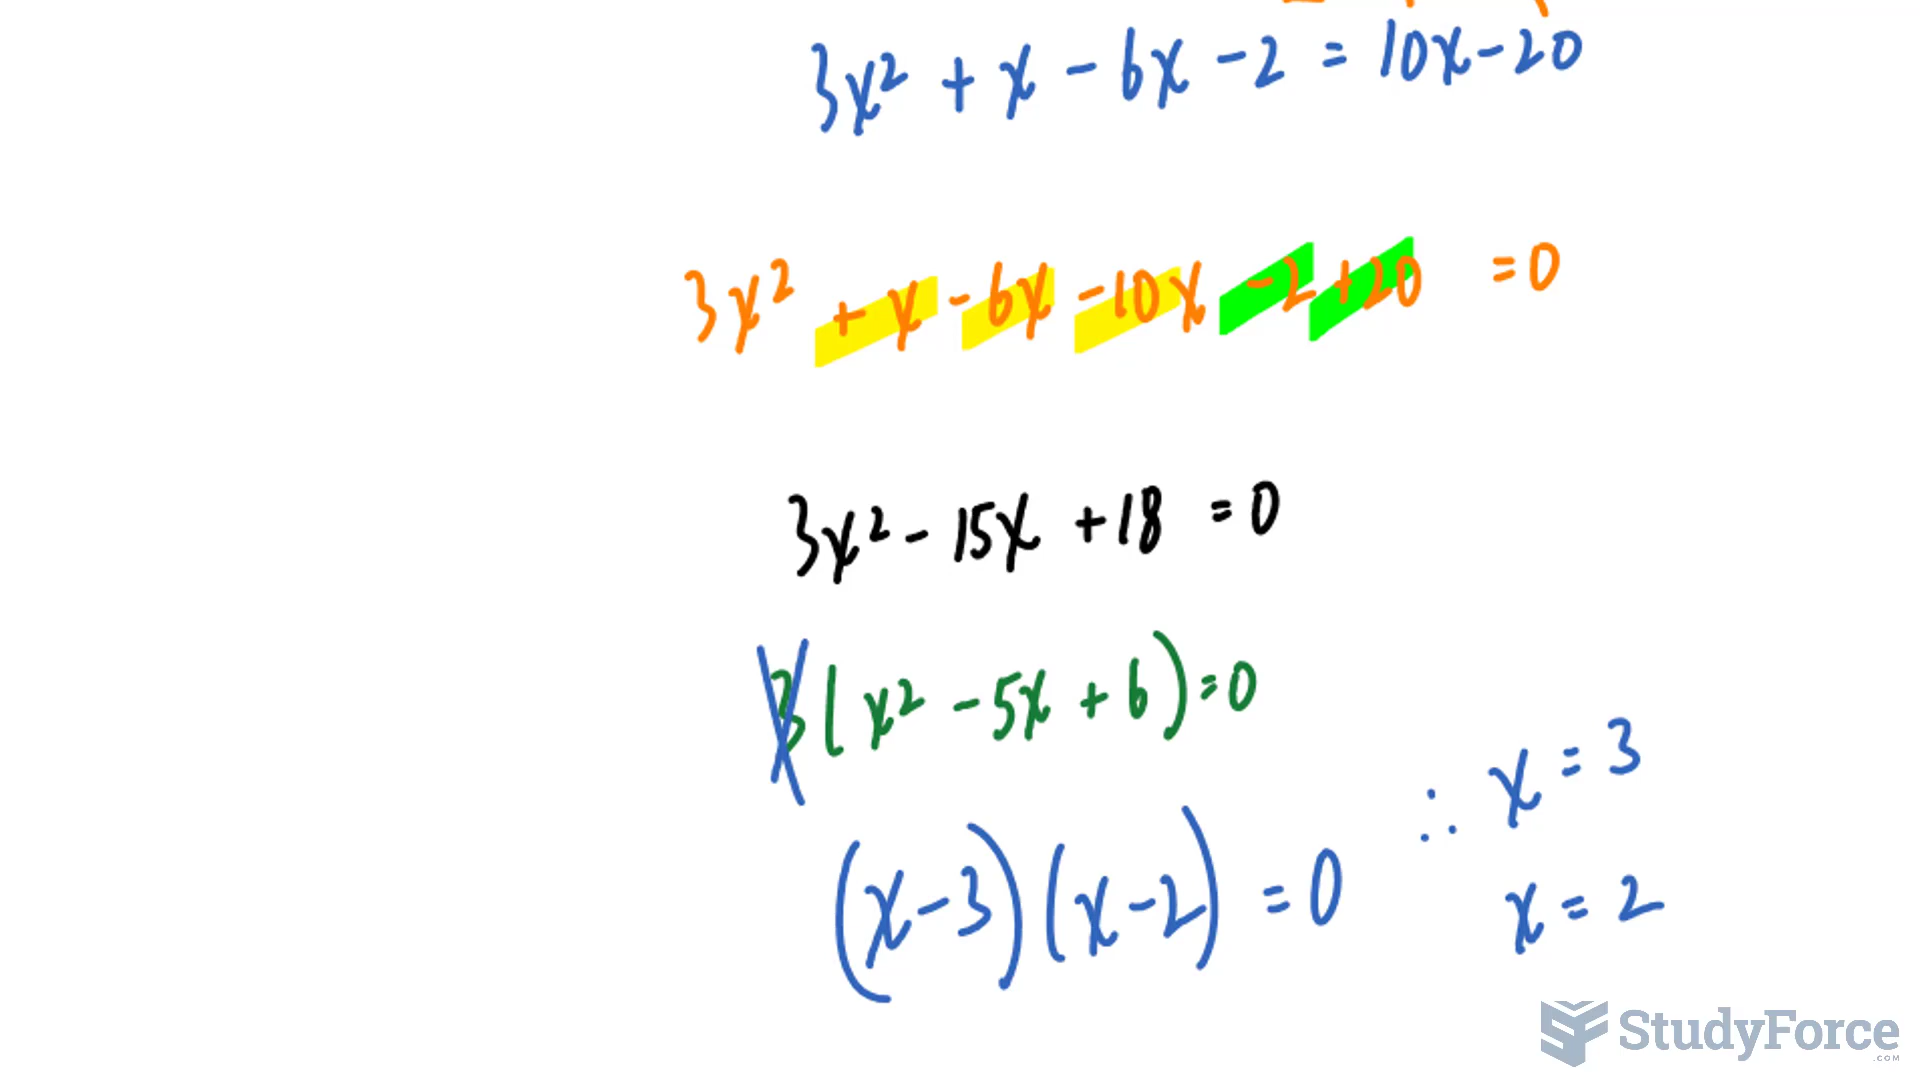 3x² + x - 6x - 2 = 10x - 20
3x² + x - 6x - 10x - 2 + 20 = 0
3x² - 15x + 18 = 0
3(x² - 5x + 6) = 0
∴ x = 3
(x - 3)(x - 2) = 0
x = 2
StudyForce
.COM